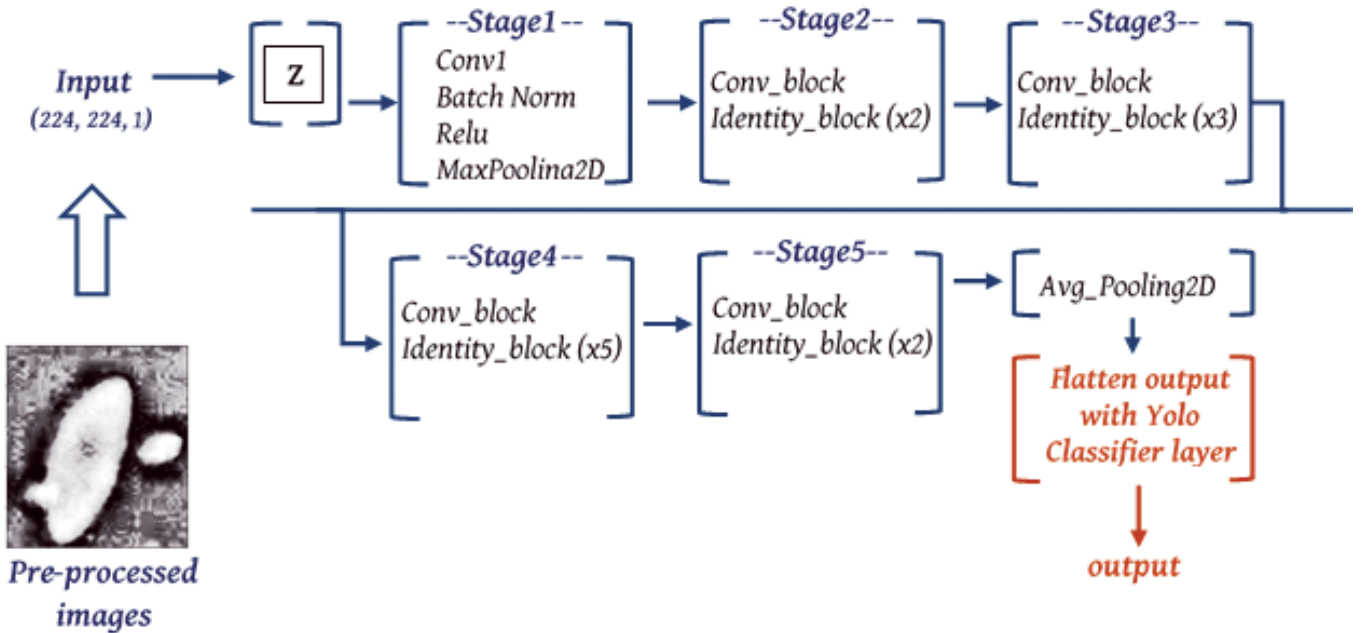 Input
(224, 224, 1)
Z
--Stage1--
Conv1
Batch Norm
Relu
MaxPoolina2D
--Stage2--
Conv_block
Identity_block (x2)
--Stage3--
Conv_block
Identity_block (x3)
--Stage4--
Conv_block
Identity_block (x5)
--Stage5--
Conv_block
Identity_block (x2)
Avg_Pooling2D
Flatten output
with Yolo
Classifier layer
output
Pre-processed
images